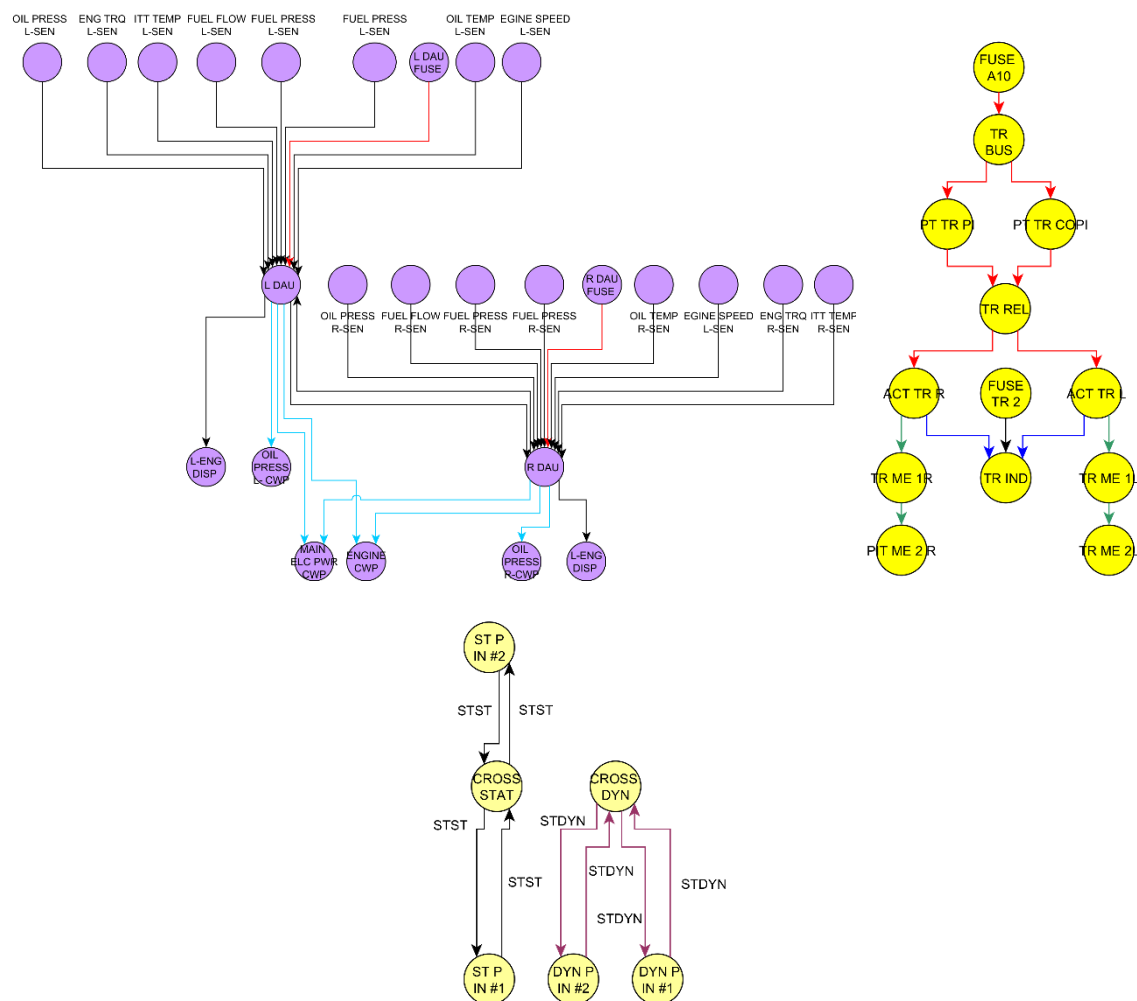 OIL PRESS
L-SEN
ENG TRQ
L-SEN
ITT TEMP
L-SEN
FUEL FLOW
L-SEN
FUEL PRESS
L-SEN
FUEL PRESS
L-SEN
L DAU
FUSE
OIL TEMP
L-SEN
EGINE SPEED
L-SEN
L DAU
R DAU
FUSE
OIL PRESS
R-SEN
FUEL FLOW
R-SEN
FUEL PRESS
R-SEN
FUEL PRESS
R-SEN
OIL TEMP
R-SEN
EGINE SPEED
L-SEN
ENG TRQ
R-SEN
ITT TEMP
R-SEN
L-ENG
DISP
OIL
PRESS
L- CWP
R DAU
MAIN
ELC PWR
CWP
ENGINE
CWP
OIL
PRESS
R-CWP
L-ENG
DISP
FUSE
A10
TR
BUS
PT TR PI
PT TR COPI
TR REL
ACT TR R
FUSE
TR 2
ACT TR L
TR ME 1R
TR IND
TR ME 1L
PIT ME 2 R
TR ME 2L
ST P
IN #2
STST
STST
CROSS
STAT
STST
STST
ST P
IN #1
CROSS
DYN
STDYN
STDYN
STDYN
STDYN
DYN P
IN #2
DYN P
IN #1